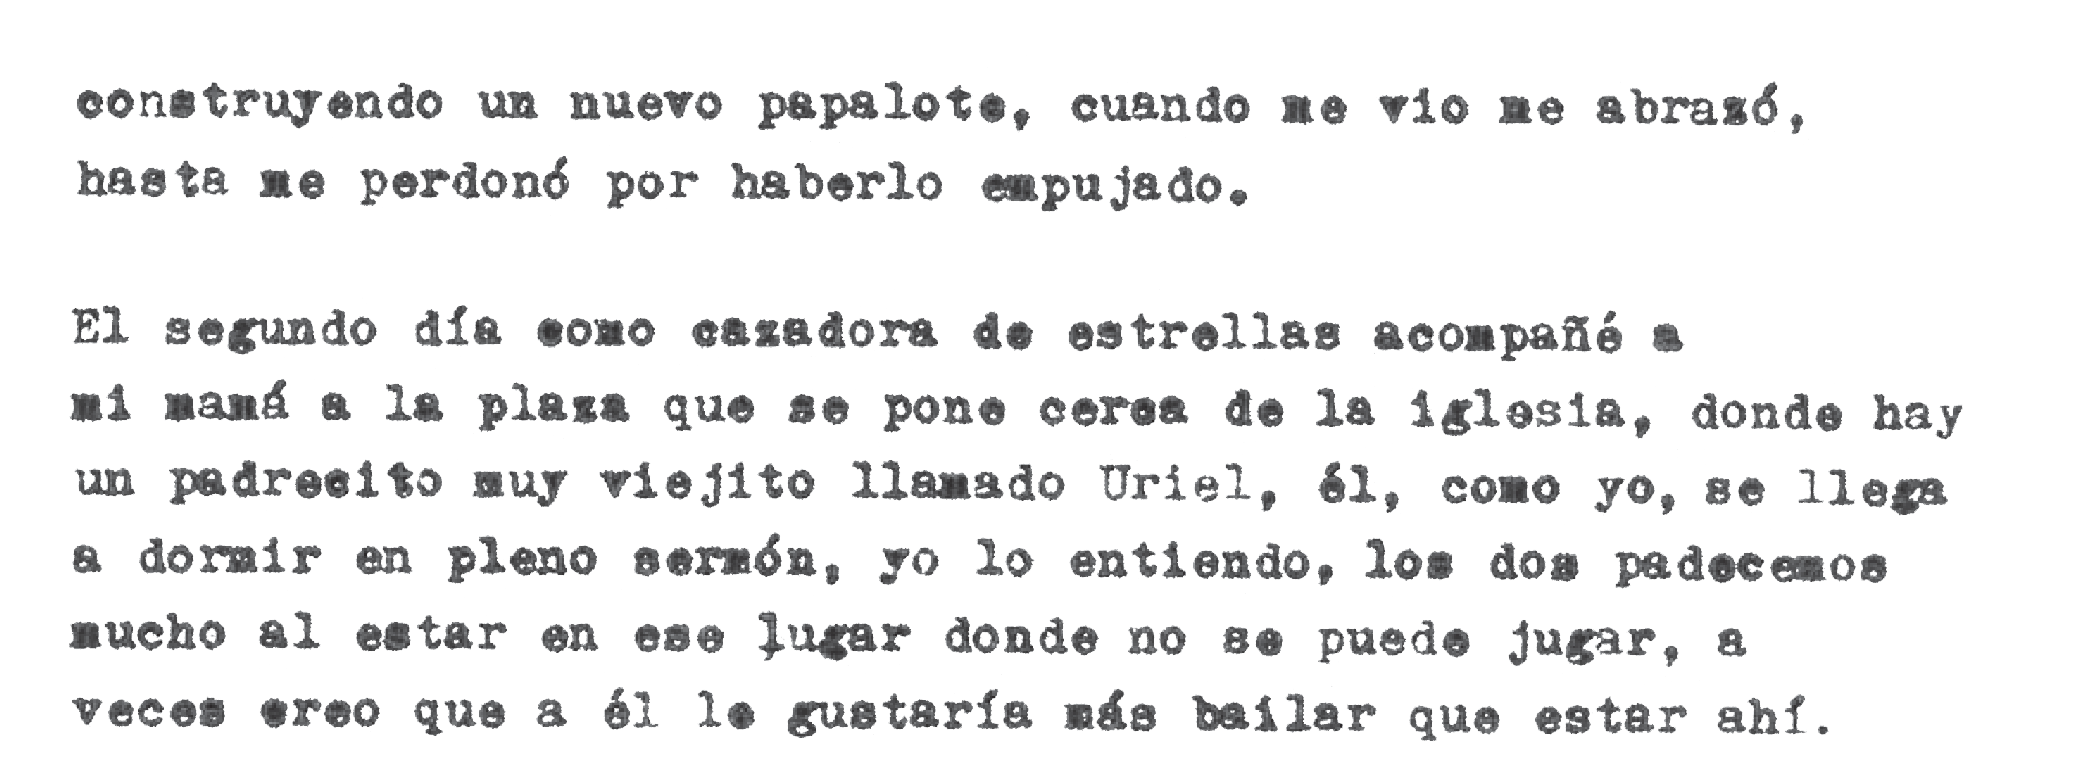 construyendo un nuevo papalote, cuando me vio me abrazó,
hasta me perdonó por haberlo empujado.
El segundo día como cazadora de estrellas acompañé a
mi mamá a la plaza que se pone cerca de la iglesia, donde hay
un padrecito muy viejito llamado Uriel, él, como yo, se llega
a dormir en pleno sermón, yo lo entiendo, los dos padecemos
mucho al estar en ese lugar donde no se puede jugar, a
veces creo que a él le gustaría más bailar que estar ahí.